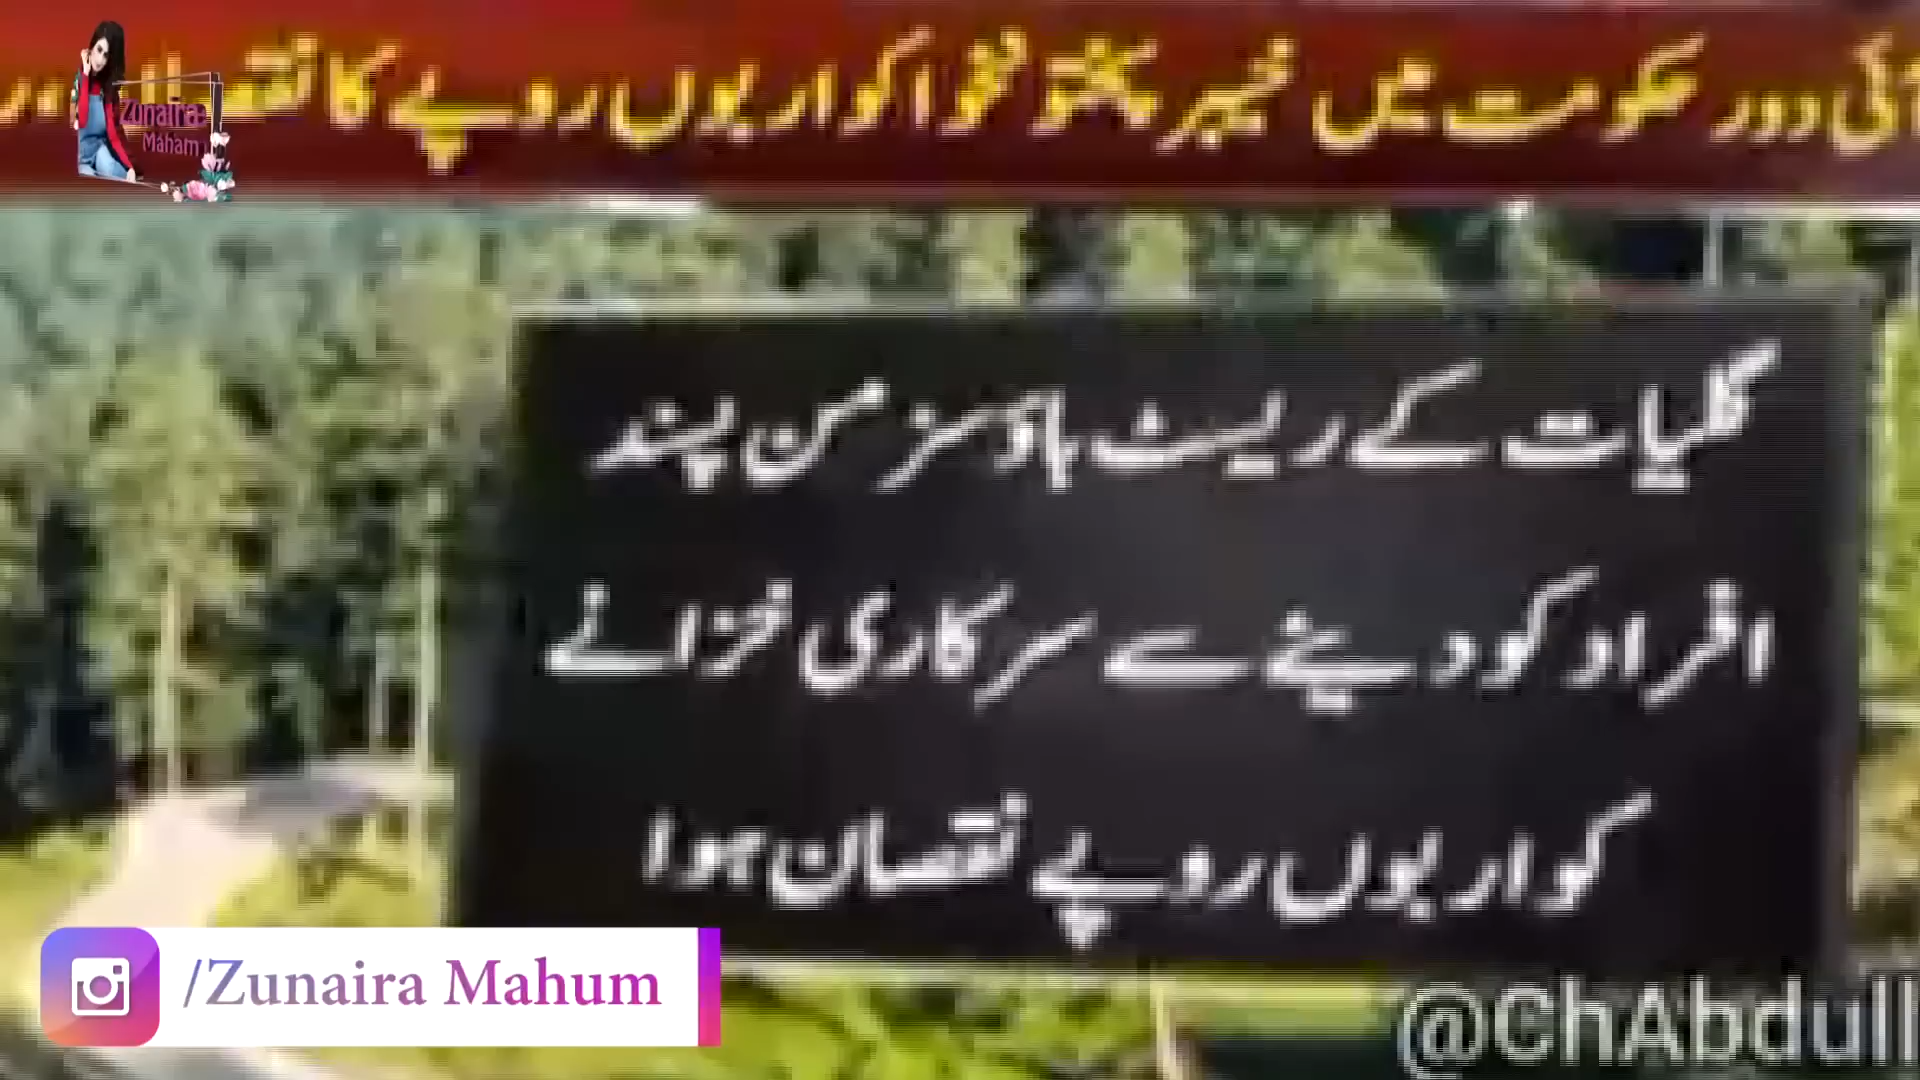 دور حکومت میں خیبر پختونخوا کو اربوں روپے کا نقصان
Zunaira
Maham
گلیات کے ریسٹ ہاؤسز من پسند
افراد کو دینے سے سرکاری خزانے
کو اربوں روپے نقصان ہوا
/Zunaira Mahum
@ChAbdull